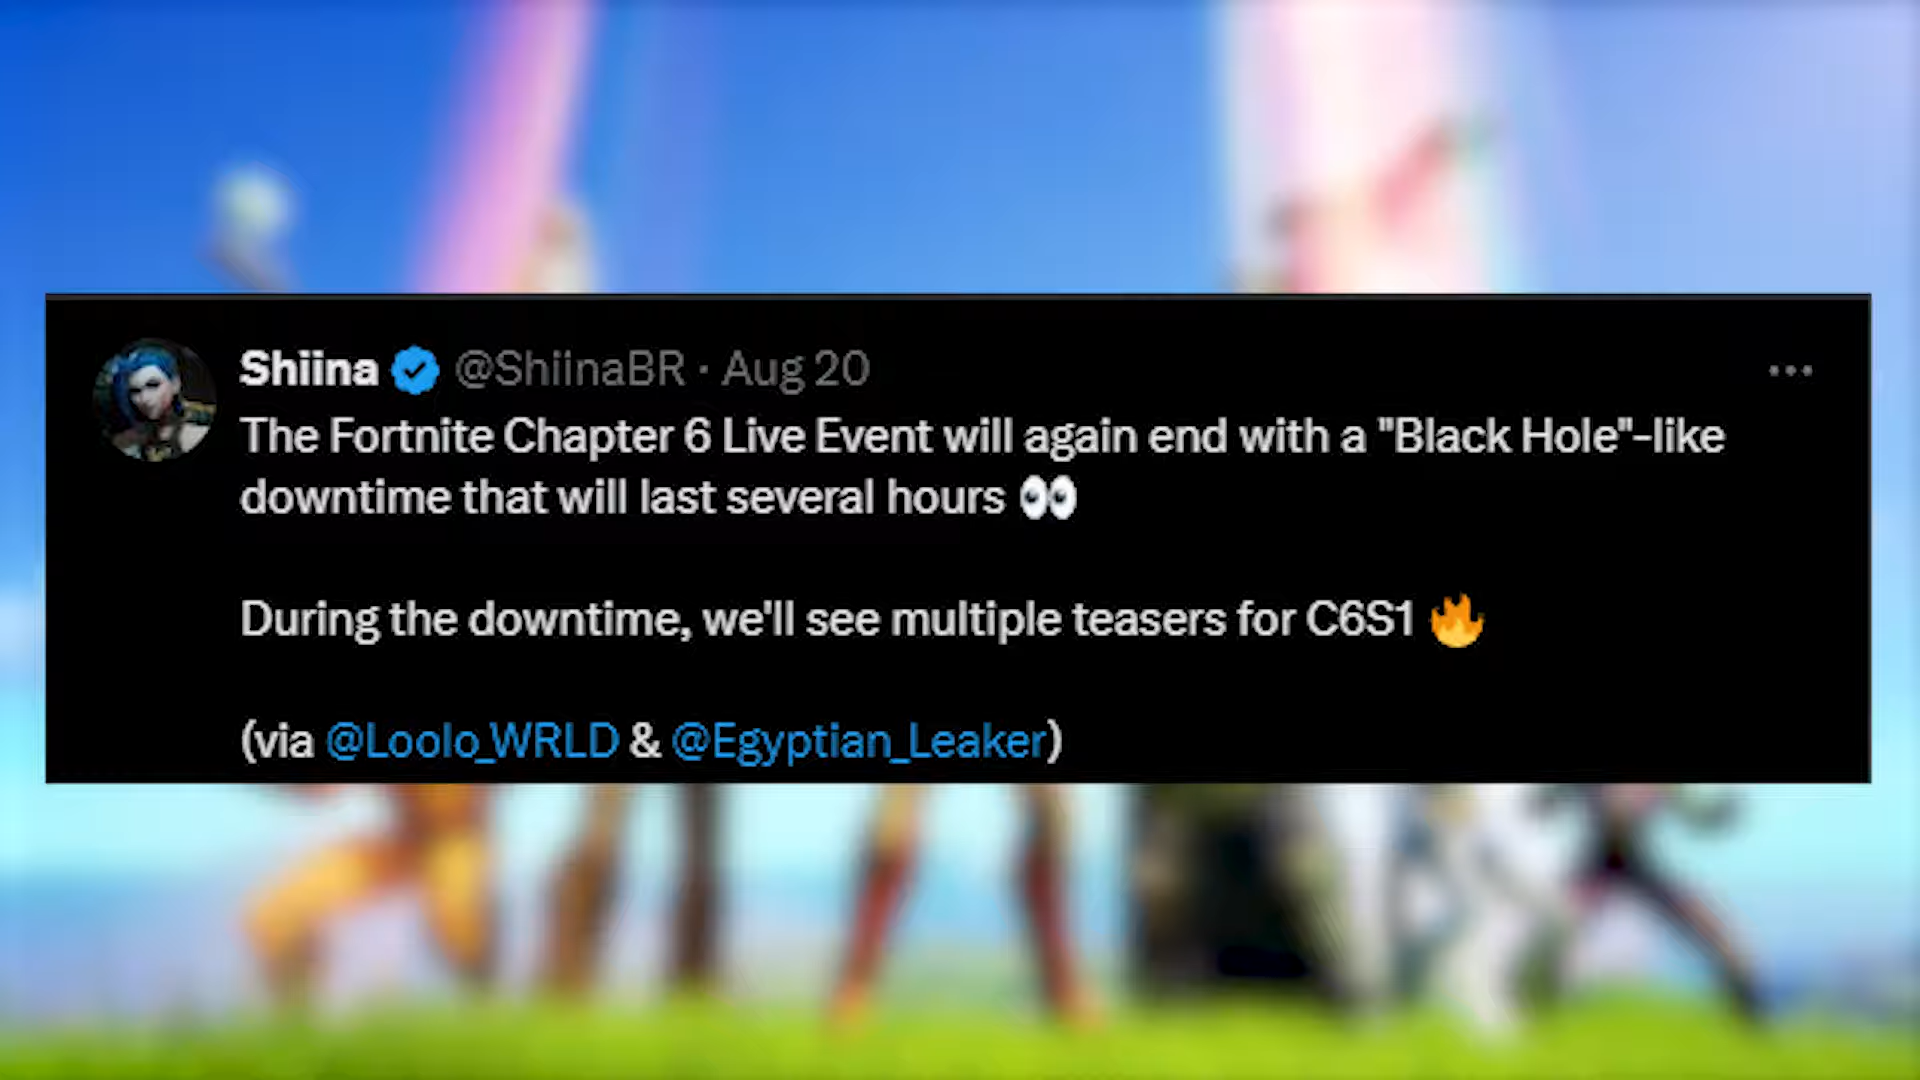 Shiina @ShiinaBR · Aug 20
The Fortnite Chapter 6 Live Event will again end with a "Black Hole"-like
downtime that will last several hours 👀
During the downtime, we'll see multiple teasers for C6S1 🔥
(via @Loolo_WRLD & @Egyptian_Leaker)